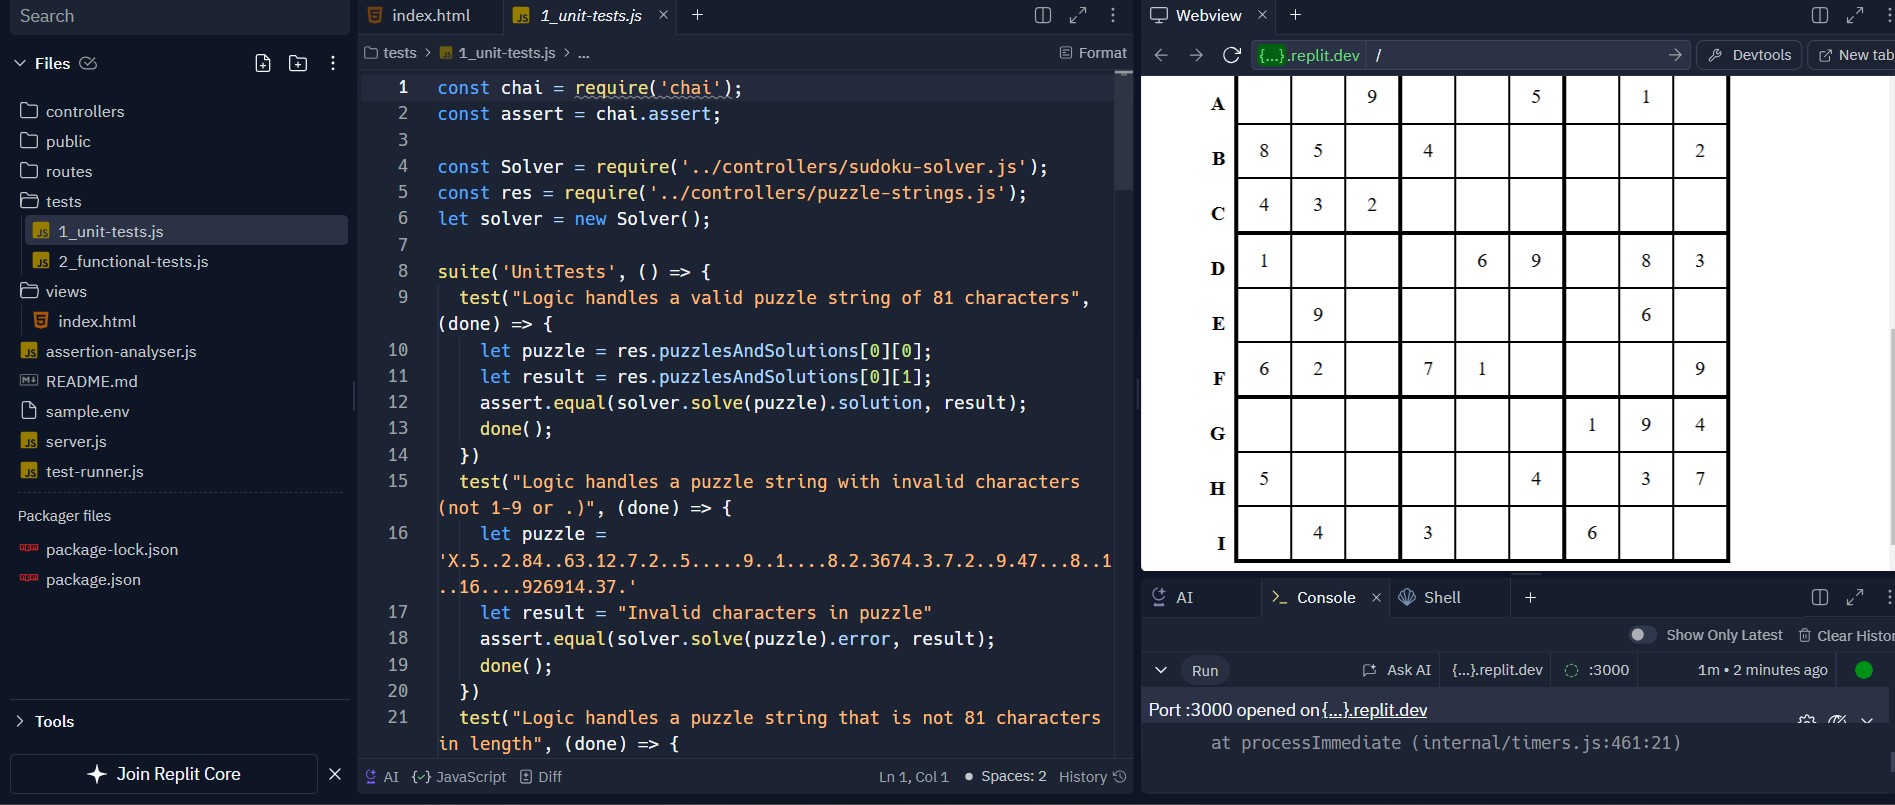 Search
Files
controllers
public
routes
tests
1_unit-tests.js
2_functional-tests.js
views
index.html
assertion-analyser.js
README.md
sample.env
server.js
test-runner.js
Packager files
package-lock.json
package.json
Tools
Join Replit Core
index.html
1_unit-tests.js
tests > 1_unit-tests.js > ...
Format
1 const chai = require('chai');
2 const assert = chai.assert;
3
4 const Solver = require('../controllers/sudoku-solver.js');
5 const res = require('../controllers/puzzle-strings.js');
6 let solver = new Solver();
7
8 suite('UnitTests', () => {
9 test("Logic handles a valid puzzle string of 81 characters",
(done) => {
10 let puzzle = res.puzzlesAndSolutions[0][0];
11 let result = res.puzzlesAndSolutions[0][1];
12 assert.equal(solver.solve(puzzle).solution, result);
13 done();
14 })
15 test("Logic handles a puzzle string with invalid characters
(not 1-9 or .)", (done) => {
16 let puzzle =
'X.5..2.84..63.12.7.2..5.....9..1....8.2.3674.3.7.2..9.47...8..1
..16....926914.37.'
17 let result = "Invalid characters in puzzle"
18 assert.equal(solver.solve(puzzle).error, result);
19 done();
20 })
21 test("Logic handles a puzzle string that is not 81 characters
in length", (done) => {
AI {✓} JavaScript Diff
Ln 1, Col 1 • Spaces: 2 History
Webview
{...}.replit.dev /
Devtools
New tab
A 9 5 1
B 8 5 4 2
C 4 3 2
D 1 6 9 8 3
E 9 6
F 6 2 7 1 9
G 1 9 4
H 5 4 3 7
I 4 3 6
AI
Console
Shell
Show Only Latest
Clear Histor
Run
Ask AI
{...}.replit.dev
:3000
1m • 2 minutes ago
Port :3000 opened on {...}.replit.dev
at processImmediate (internal/timers.js:461:21)